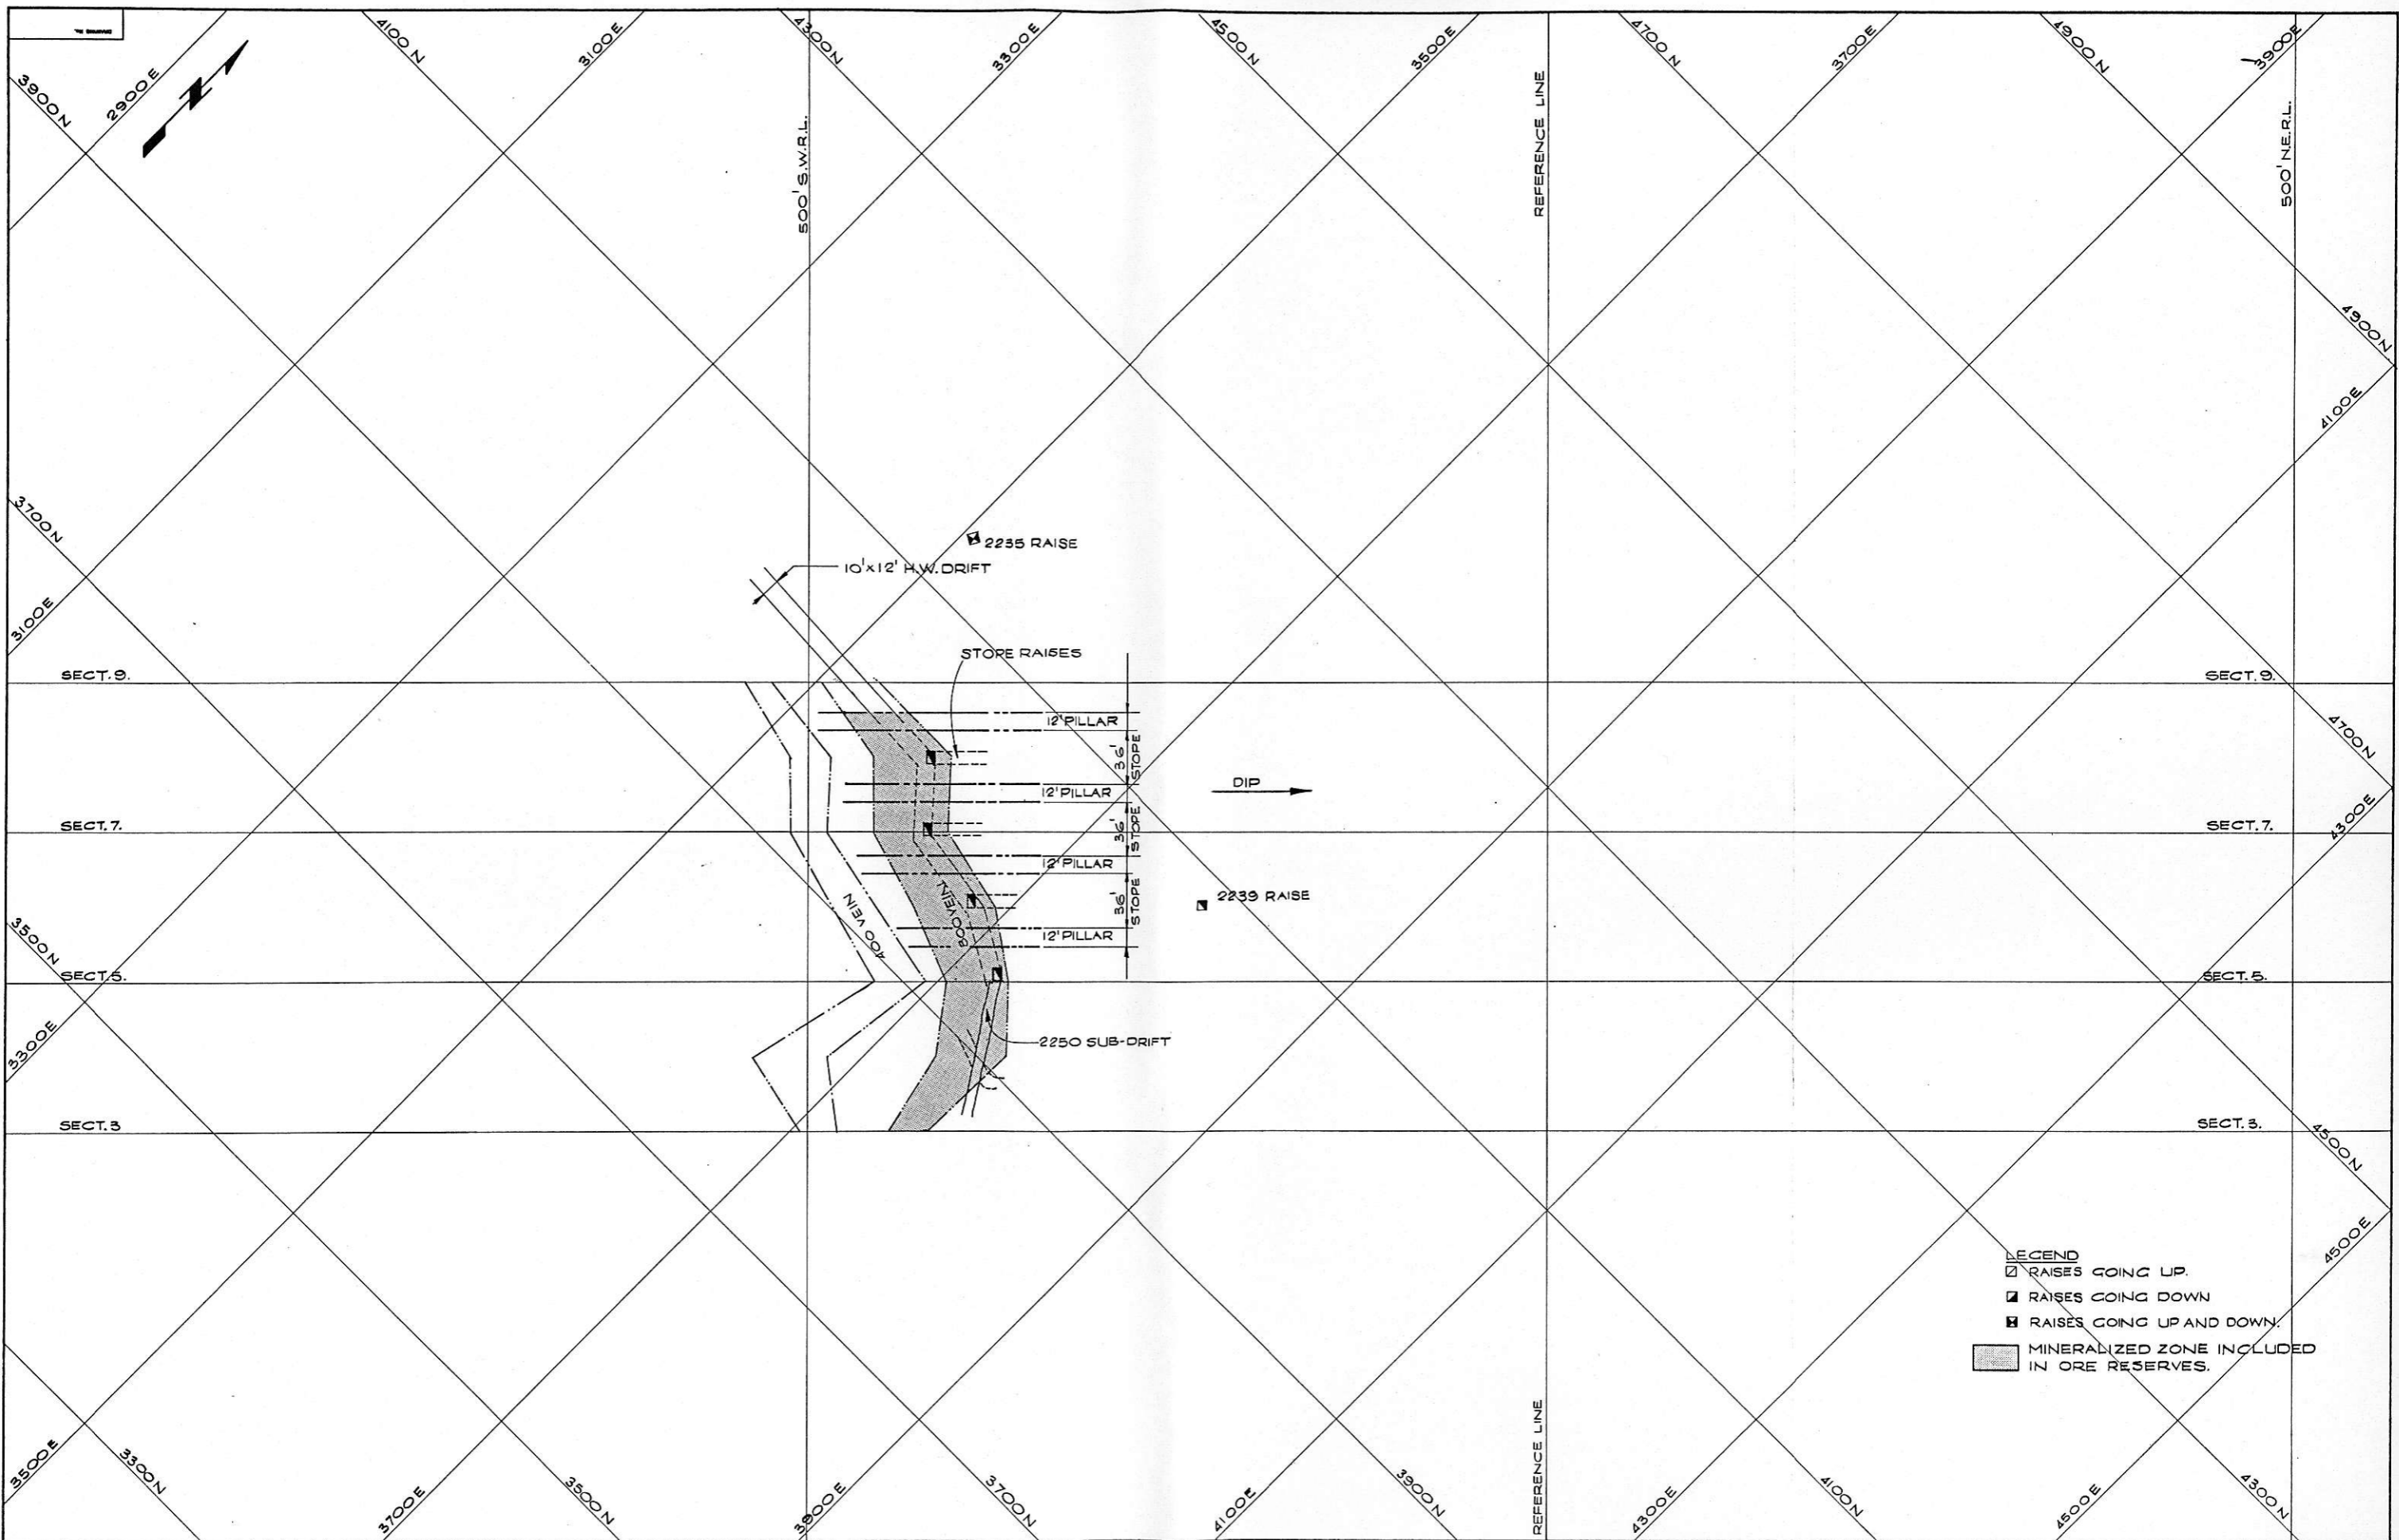 DRAWING No.
3900N
2900E
N
4100N
3100E
4300N
3300E
4500N
3500E
4700N
3700E
4900N
3900E
500' S.W.R.L.
REFERENCE LINE
500' N.E.R.L.
4900N
4100E
3700N
3100E
2235 RAISE
10'x12' H.W. DRIFT
STOPE RAISES
SECT. 9.
SECT. 9.
12' PILLAR
36'
STOPE
4700N
DIP
12' PILLAR
4300E
SECT. 7.
36'
STOPE
SECT. 7.
12' PILLAR
400 VEIN
800 VEIN
36'
STOPE
2239 RAISE
3500N
12' PILLAR
SECT. 5.
SECT. 5.
3300E
2250 SUB-DRIFT
SECT. 3
SECT. 3.
4500N
4500E
LEGEND
RAISES GOING UP.
RAISES GOING DOWN
RAISES GOING UP AND DOWN.
MINERALIZED ZONE INCLUDED
IN ORE RESERVES.
3500E
3300N
3700E
3500N
3900E
3700N
4100E
3900N
REFERENCE LINE
4300E
4100N
4500E
4300N